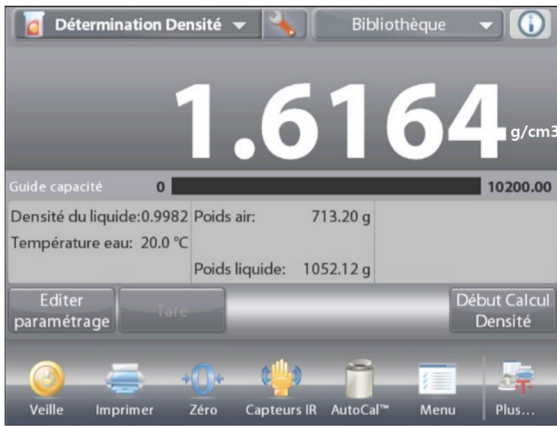 Détermination Densité
Bibliothèque
1.6164 g/cm3
Guide capacité 0 10200.00
Densité du liquide:0.9982 Poids air: 713.20 g
Température eau: 20.0 °C
Poids liquide: 1052.12 g
Editer paramétrage
Tare
Début Calcul Densité
Veille Imprimer Zéro Capteurs IR AutoCal™ Menu Plus...